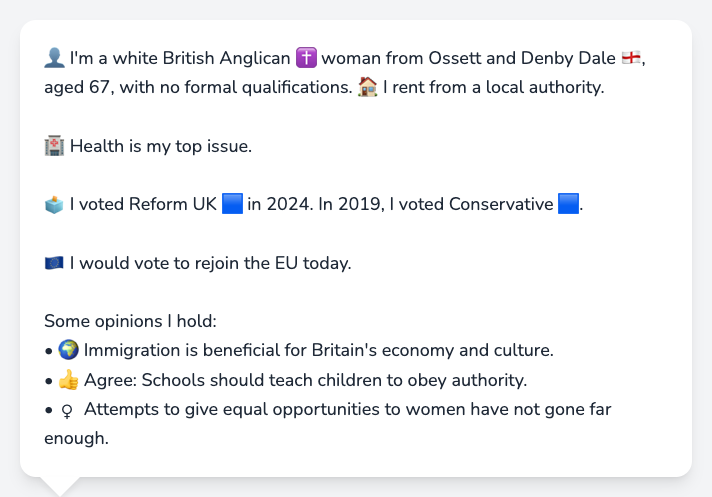 👤 I'm a white British Anglican ✝️ woman from Ossett and Denby Dale 🏴󠁧󠁢󠁥󠁮󠁧󠁿,
aged 67, with no formal qualifications. 🏠 I rent from a local authority.
🏥 Health is my top issue.
🗳️ I voted Reform UK 🟦 in 2024. In 2019, I voted Conservative 🟦.
🇪🇺 I would vote to rejoin the EU today.
Some opinions I hold:
• 🌍 Immigration is beneficial for Britain's economy and culture.
• 👍 Agree: Schools should teach children to obey authority.
• ♀ Attempts to give equal opportunities to women have not gone far
enough.